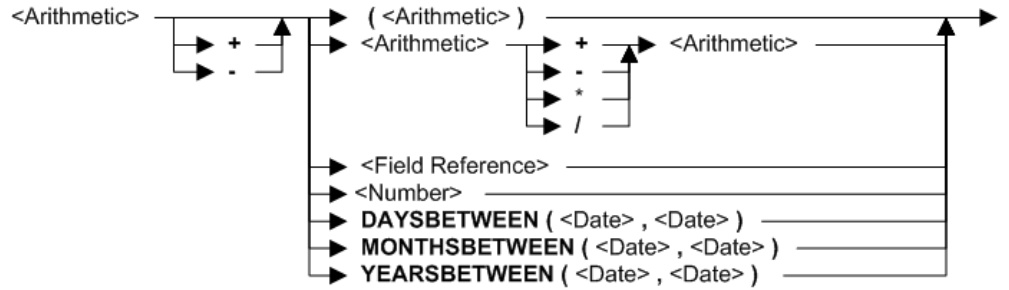 <Arithmetic> ( <Arithmetic> )
+ <Arithmetic> + <Arithmetic>
- -
*
/
<Field Reference>
<Number>
DAYSBETWEEN ( <Date> , <Date> )
MONTHSBETWEEN ( <Date> , <Date> )
YEARSBETWEEN ( <Date> , <Date> )